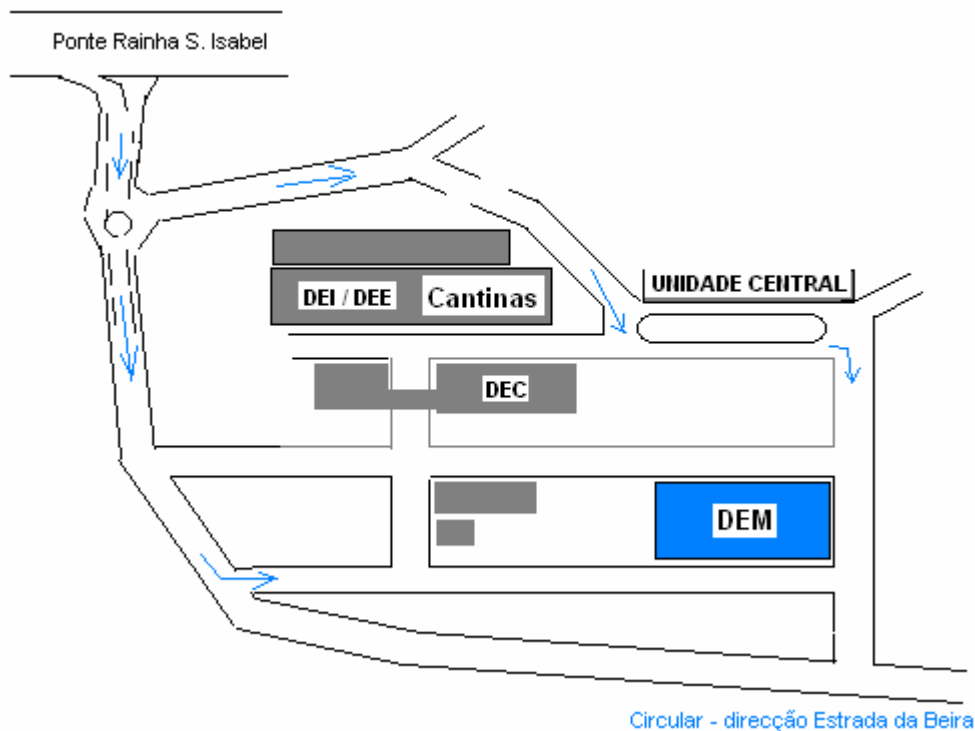 Ponte Rainha S. Isabel
UNIDADE CENTRAL
DEI / DEE
Cantinas
DEC
DEM
Circular - direcção Estrada da Beira